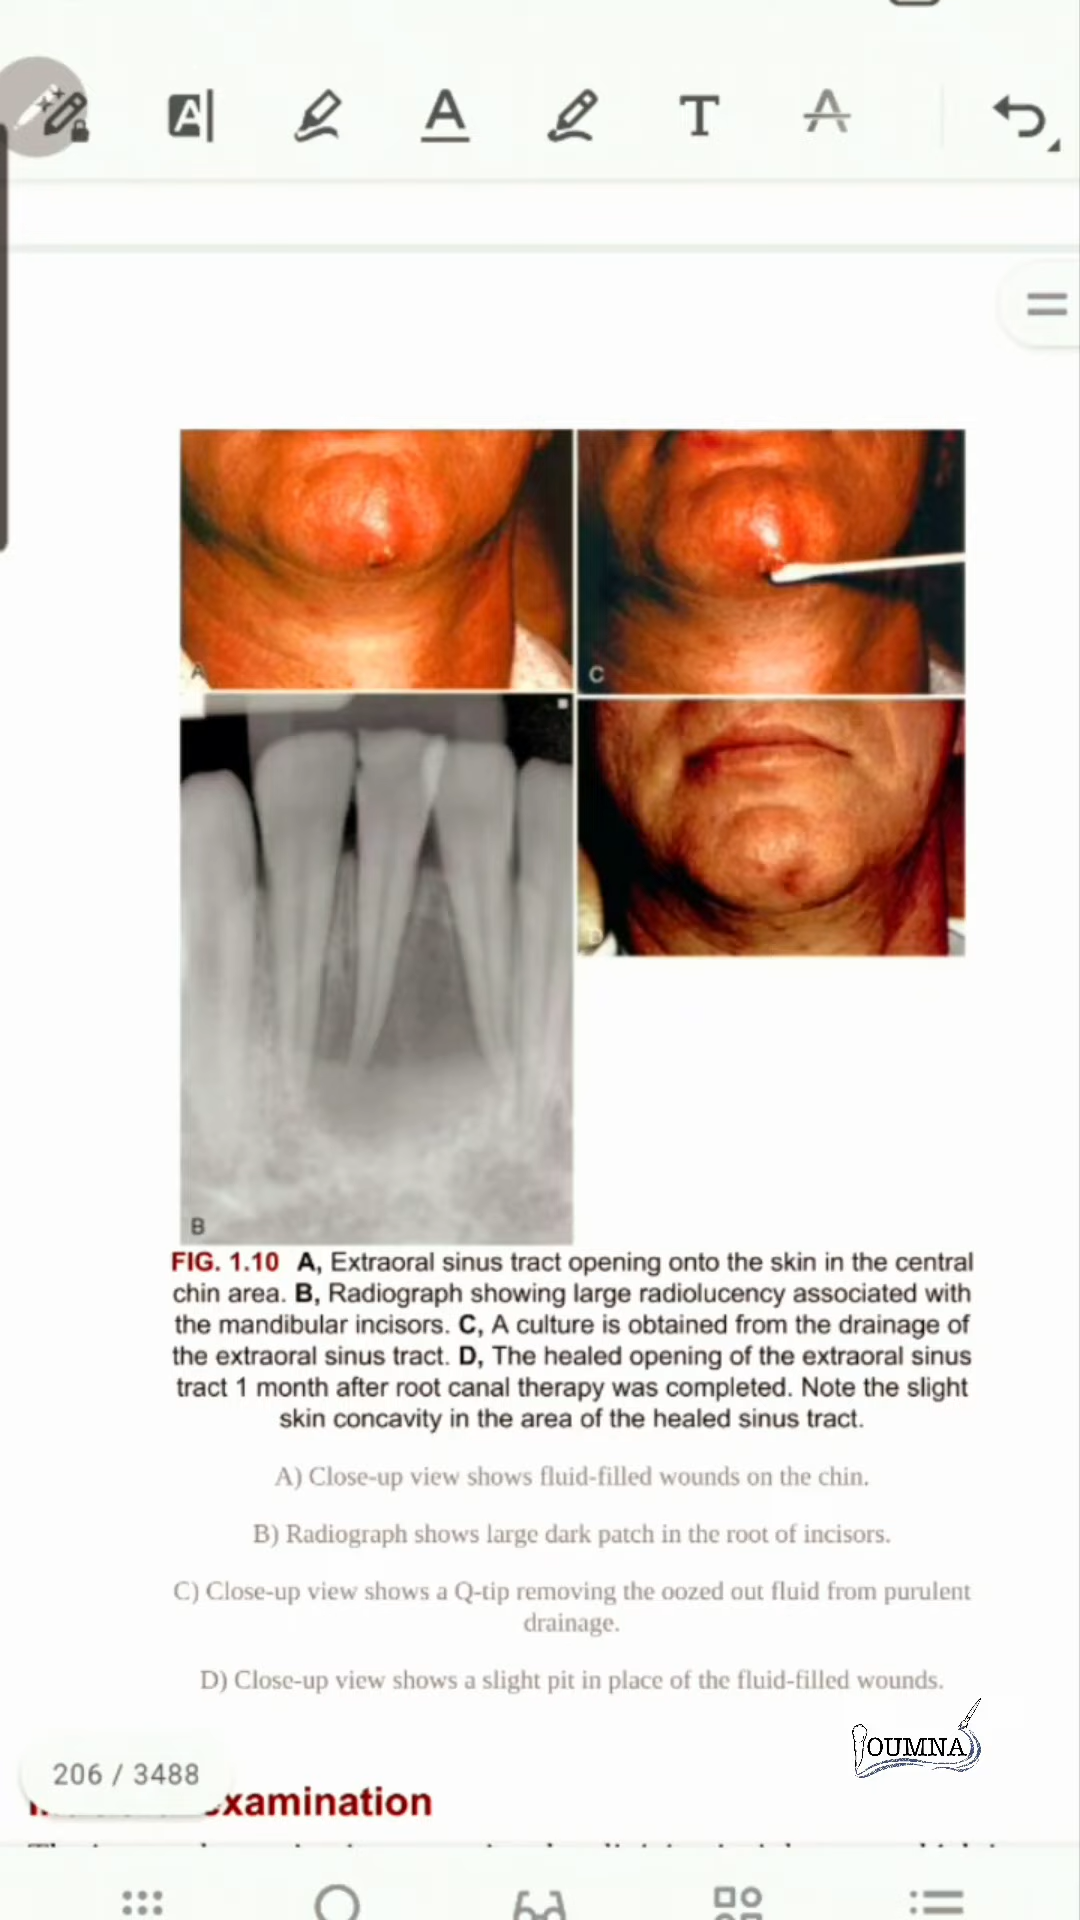 A
C
B
D
FIG. 1.10 A, Extraoral sinus tract opening onto the skin in the central
chin area. B, Radiograph showing large radiolucency associated with
the mandibular incisors. C, A culture is obtained from the drainage of
the extraoral sinus tract. D, The healed opening of the extraoral sinus
tract 1 month after root canal therapy was completed. Note the slight
skin concavity in the area of the healed sinus tract.
A) Close-up view shows fluid-filled wounds on the chin.
B) Radiograph shows large dark patch in the root of incisors.
C) Close-up view shows a Q-tip removing the oozed out fluid from purulent
drainage.
D) Close-up view shows a slight pit in place of the fluid-filled wounds.
OUMNA
206 / 3488
xamination